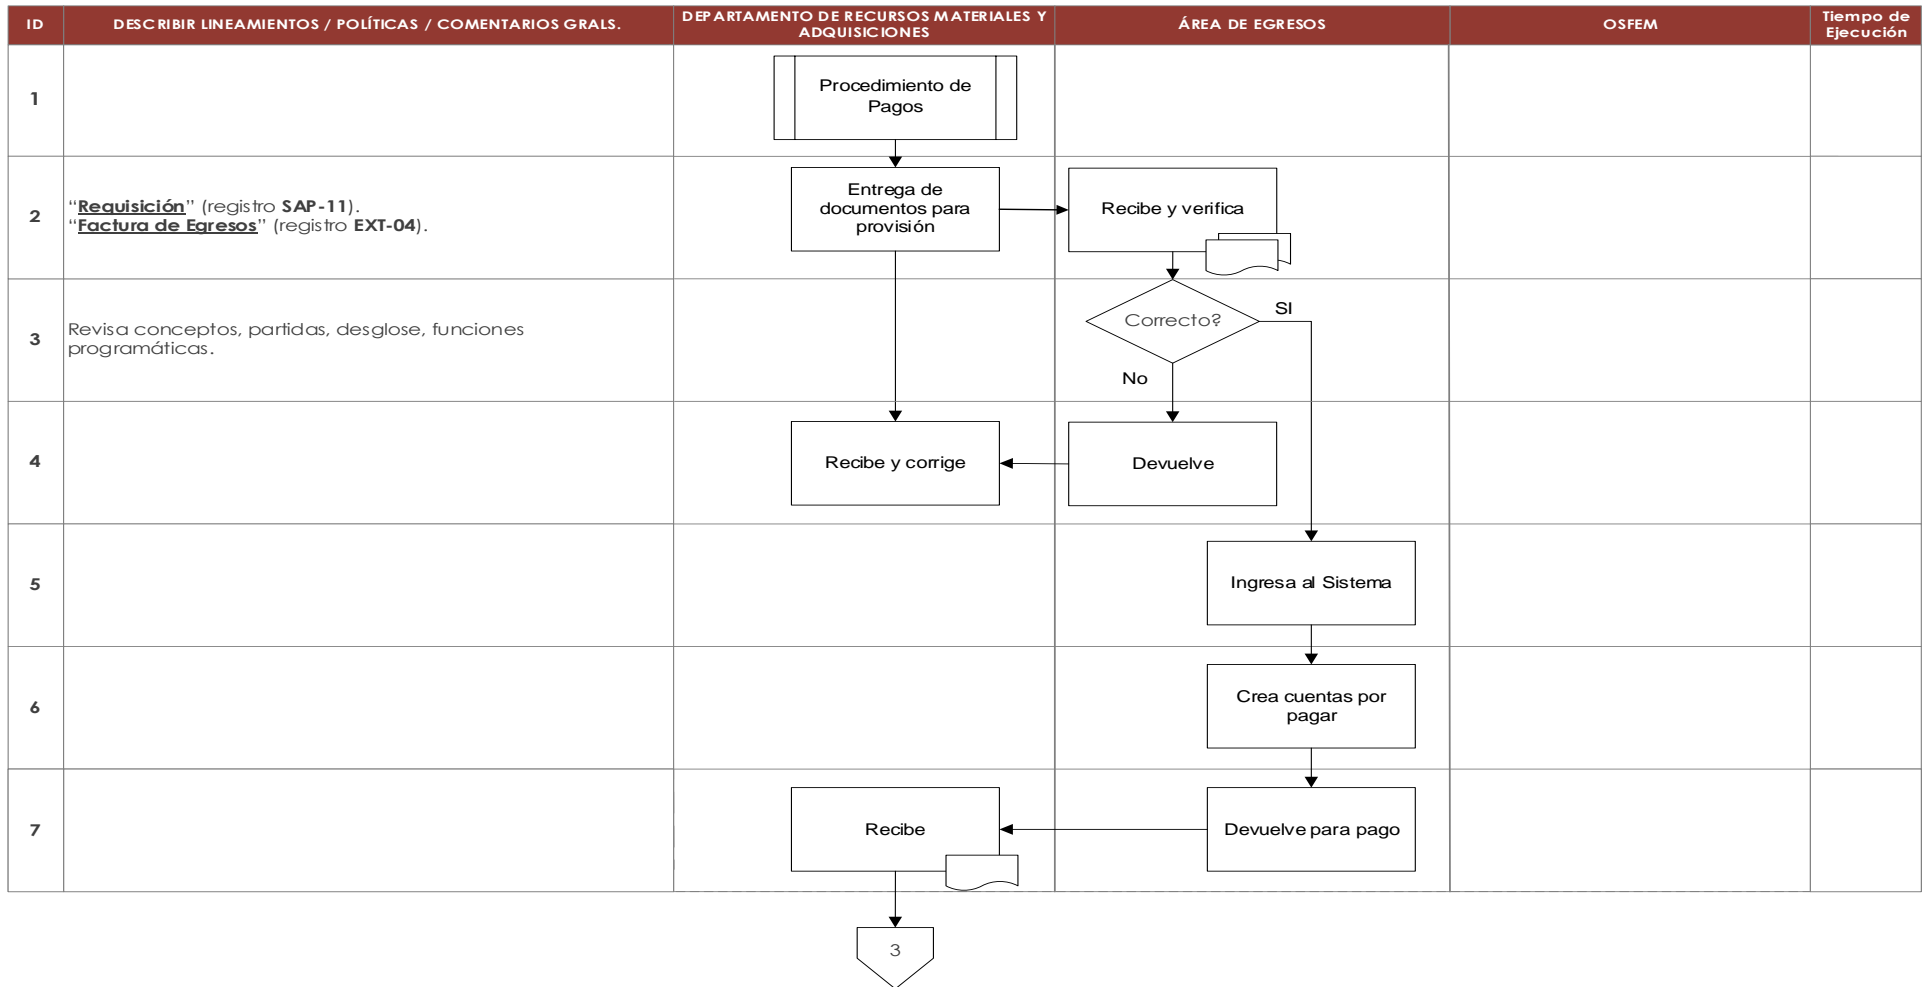 ID
DESCRIBIR LINEAMIENTOS / POLÍTICAS / COMENTARIOS GRALS.
DEPARTAMENTO DE RECURSOS MATERIALES Y
ADQUISICIONES
ÁREA DE EGRESOS
OSFEM
Tiempo de
Ejecución
1
Procedimiento de
Pagos
2
“Requisición” (registro SAP-11).
“Factura de Egresos” (registro EXT-04).
Entrega de
documentos para
provisión
Recibe y verifica
3
Revisa conceptos, partidas, desglose, funciones
programáticas.
Correcto?
SI
No
4
Recibe y corrige
Devuelve
5
Ingresa al Sistema
6
Crea cuentas por
pagar
7
Recibe
Devuelve para pago
3